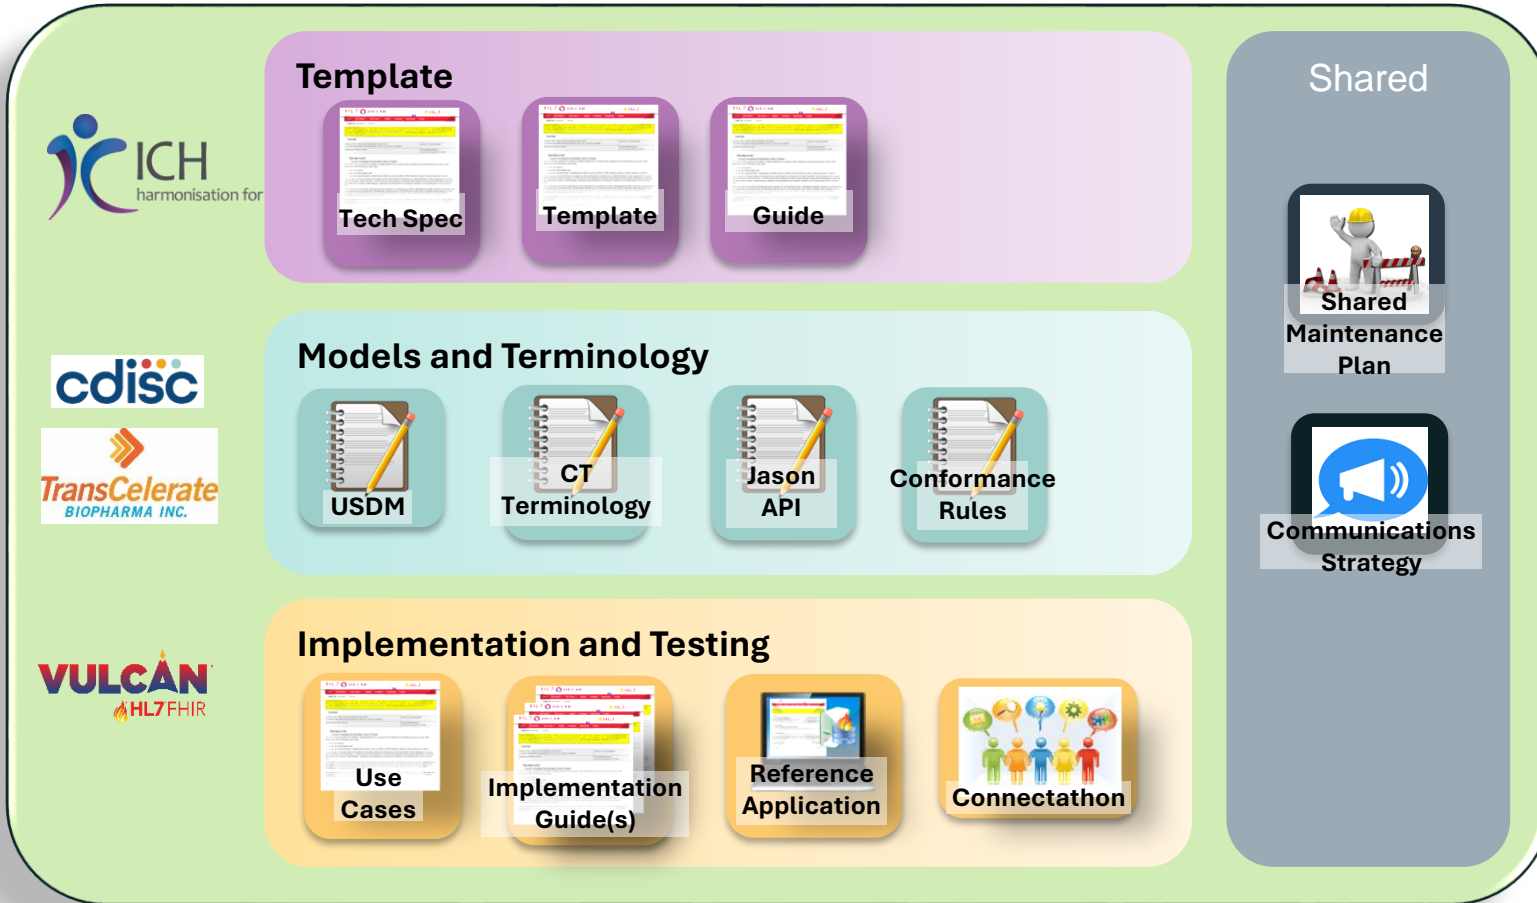 ICH
harmonisation for
Template
Tech Spec
Template
Guide
cdisc
TransCelerate
BIOPHARMA INC.
Models and Terminology
USDM
CT
Terminology
Jason
API
Conformance
Rules
VULCAN
HL7 FHIR
Implementation and Testing
Use
Cases
Implementation
Guide(s)
Reference
Application
Connectathon
Shared
Shared
Maintenance
Plan
Communications
Strategy